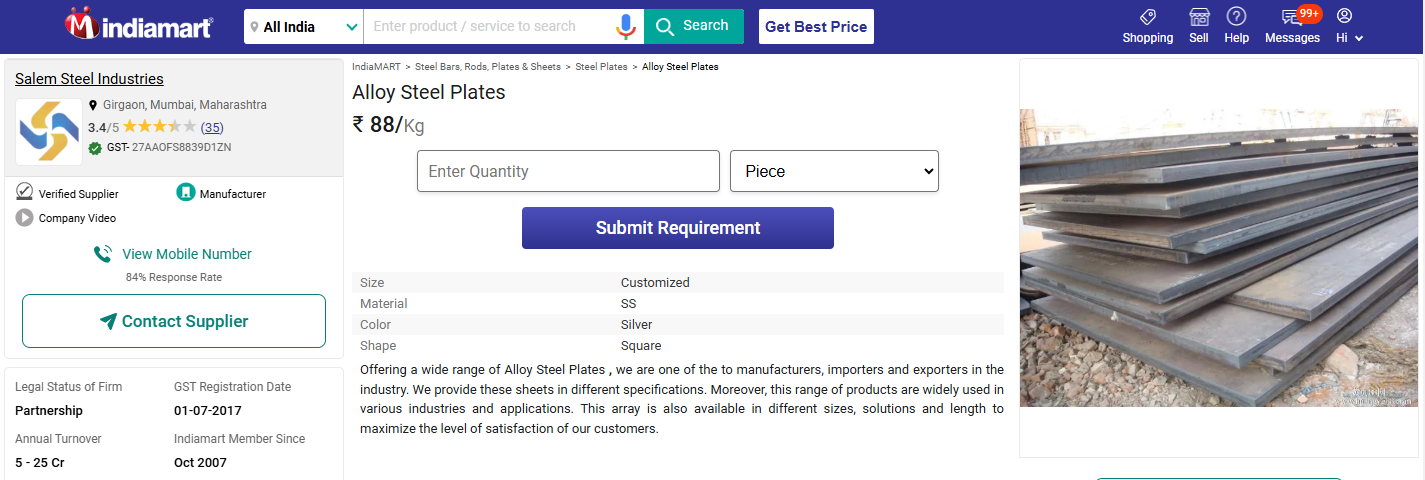 indiamart
All India
Enter product / service to search
Search
Get Best Price
Shopping
Sell
Help
99+
Messages
Hi
Salem Steel Industries
Girgaon, Mumbai, Maharashtra
3.4/5 (35)
GST- 27AAOFS8839D1ZN
Verified Supplier
Manufacturer
Company Video
View Mobile Number
84% Response Rate
Contact Supplier
Legal Status of Firm
GST Registration Date
Partnership
01-07-2017
Annual Turnover
Indiamart Member Since
5 - 25 Cr
Oct 2007
IndiaMART > Steel Bars, Rods, Plates & Sheets > Steel Plates > Alloy Steel Plates
Alloy Steel Plates
₹ 88/Kg
Enter Quantity
Piece
Submit Requirement
Size Customized
Material SS
Color Silver
Shape Square
Offering a wide range of Alloy Steel Plates , we are one of the to manufacturers, importers and exporters in the
industry. We provide these sheets in different specifications. Moreover, this range of products are widely used in
various industries and applications. This array is also available in different sizes, solutions and length to
maximize the level of satisfaction of our customers.